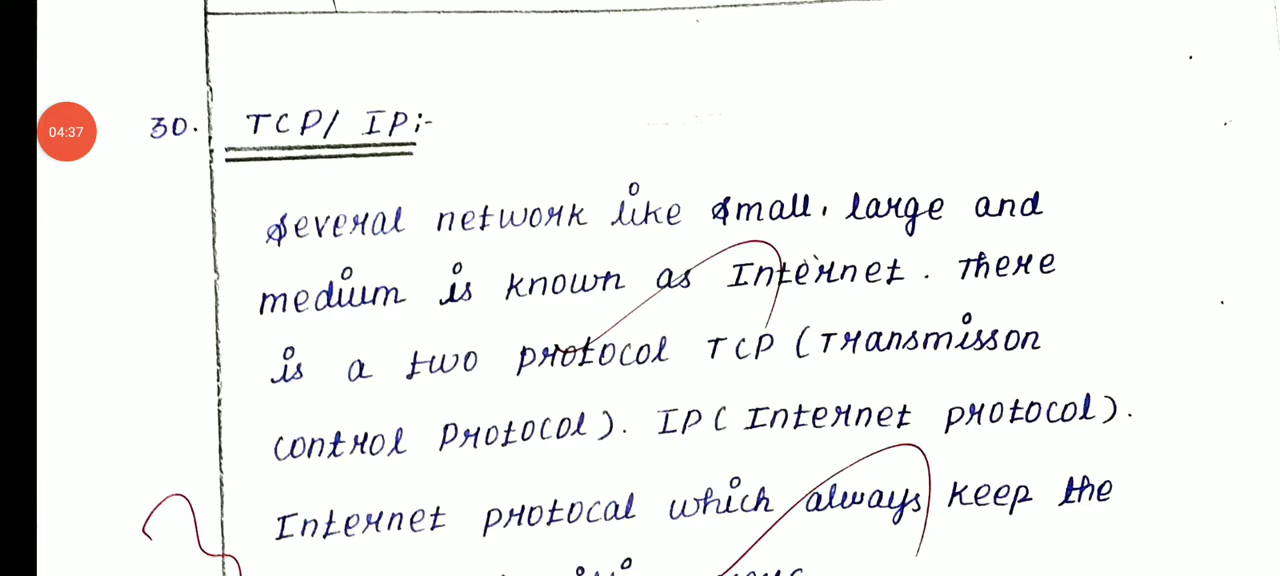 04:37
30. TCP/ IP:-
Several network like small, large and
medium is known as Internet. There
is a two protocol TCP (Transmisson
control Protocol). IP( Internet protocol).
Internet protocal which always keep the